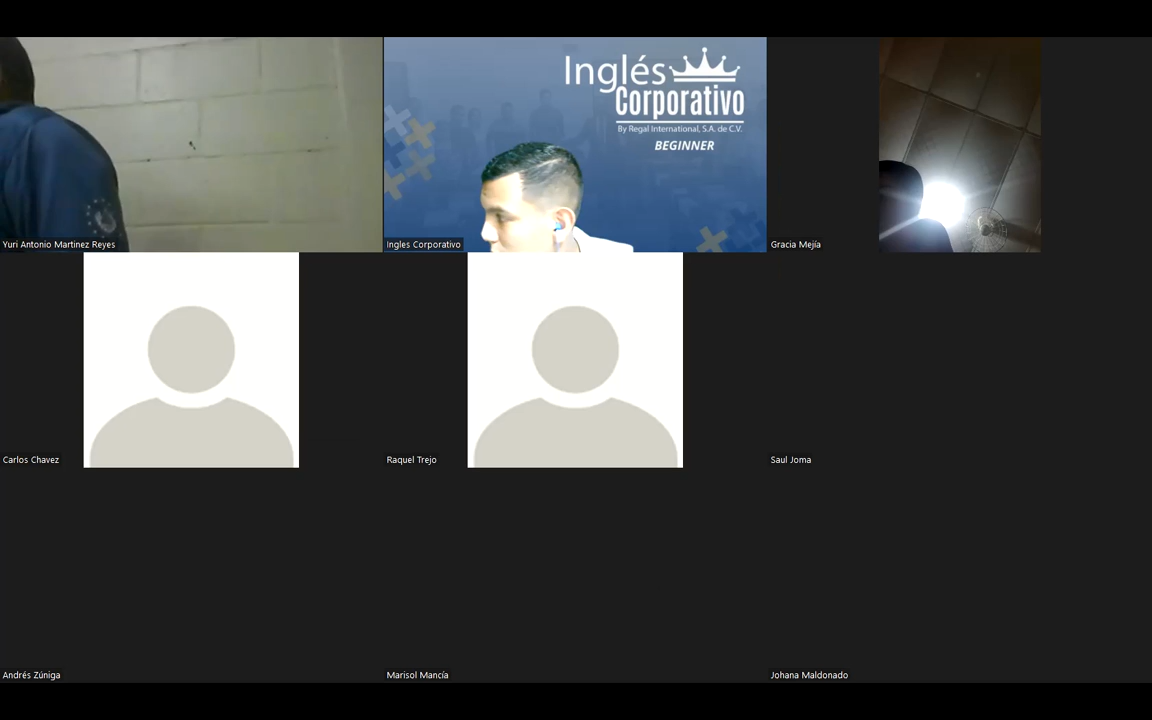 Inglés
Corporativo
By Regal International, S.A. de C.V.
BEGINNER
Yuri Antonio Martinez Reyes
Ingles Corporativo
Gracia Mejía
Carlos Chavez
Raquel Trejo
Saul Joma
Andrés Zúniga
Marisol Mancía
Johana Maldonado